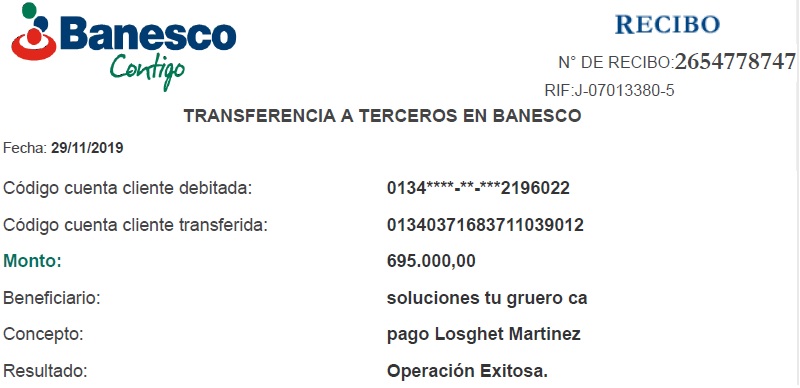 Banesco
Contigo
RECIBO
N° DE RECIBO:2654778747
RIF:J-07013380-5
TRANSFERENCIA A TERCEROS EN BANESCO
Fecha: 29/11/2019
Código cuenta cliente debitada: 0134****-**-***2196022
Código cuenta cliente transferida: 01340371683711039012
Monto: 695.000,00
Beneficiario: soluciones tu gruero ca
Concepto: pago Losghet Martinez
Resultado: Operación Exitosa.